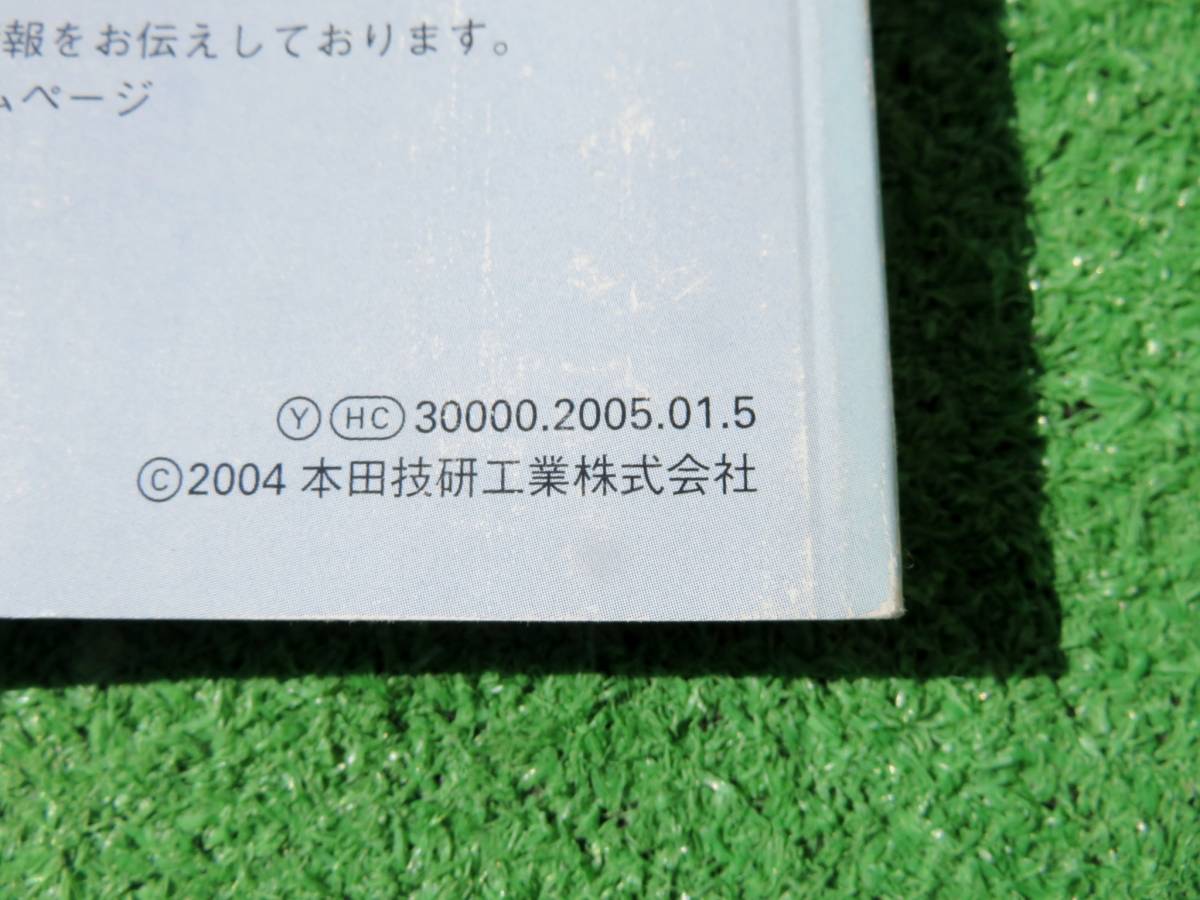 報をお伝えしております。
ムページ
Ⓨ HC 30000.2005.01.5
©2004 本田技研工業株式会社